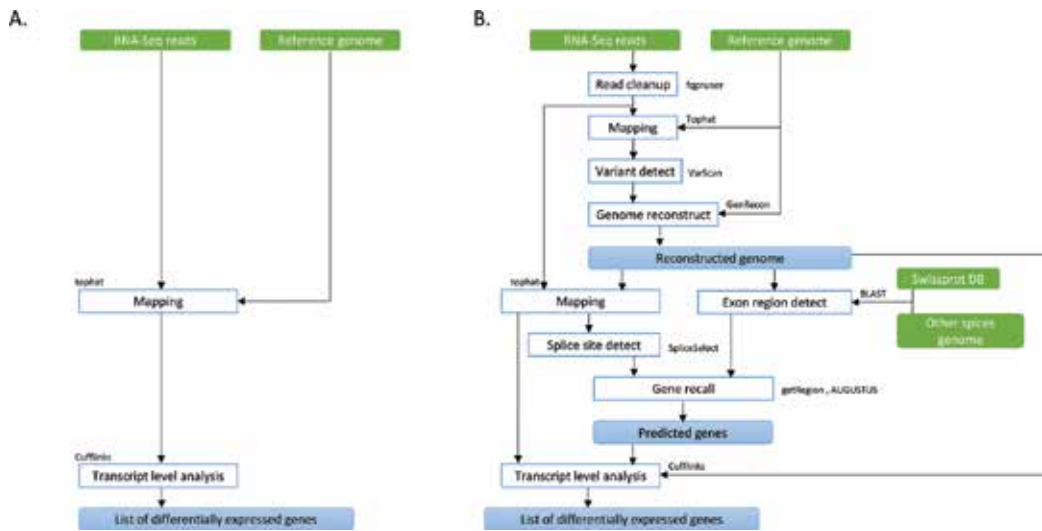 A.
RNA-Seq reads
Reference genome
tophat
Mapping
Cufflinks
Transcript level analysis
List of differentially expressed genes
B.
RNA-Seq reads
Reference genome
Read cleanup
fqpruner
Mapping
Tophat
Variant detect
VarScan
Genome reconstruct
GenRecon
Reconstructed genome
tophat
Mapping
Exon region detect
BLAST
Swissprot DB
Other spices
genome
Splice site detect
SpliceSelect
Gene recall
getRegion , AUGUSTUS
Predicted genes
Cufflinks
Transcript level analysis
List of differentially expressed genes